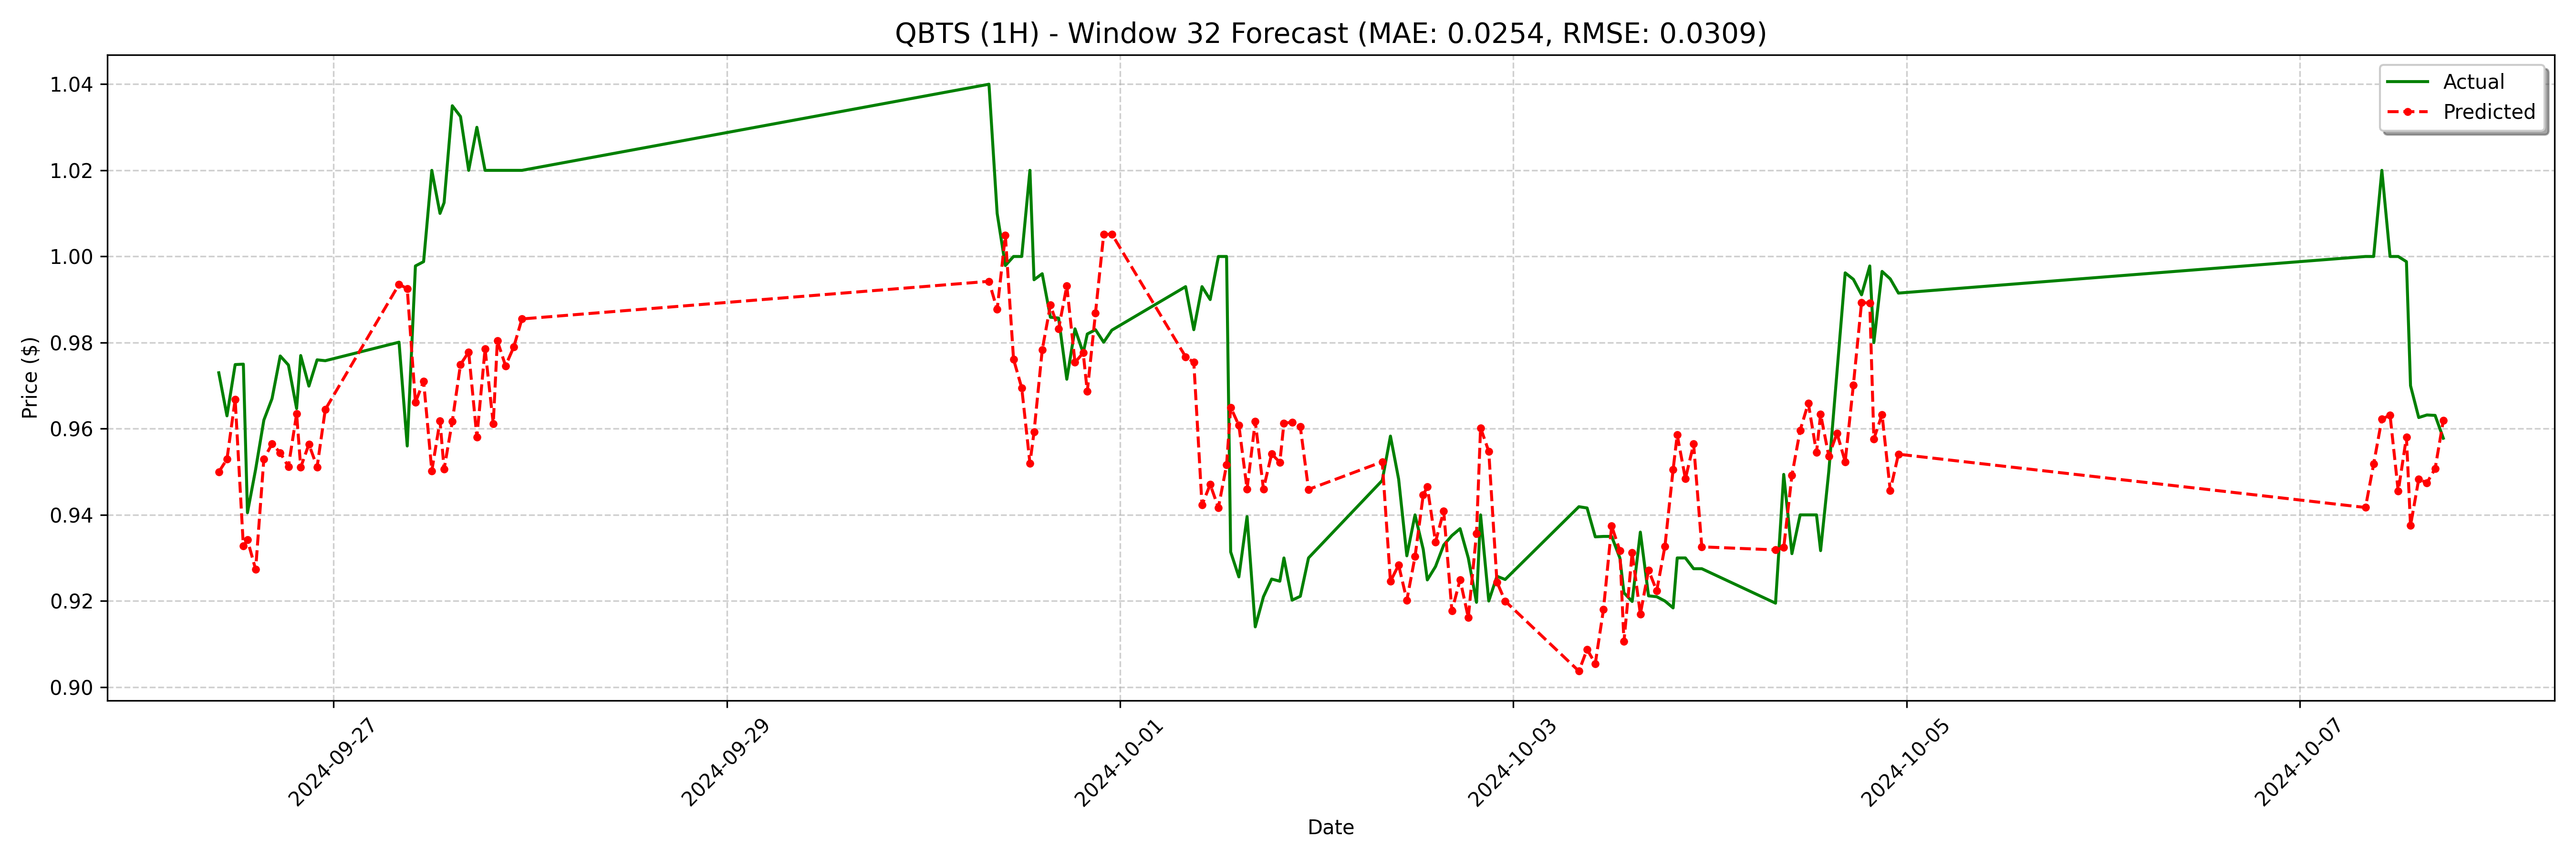 QBTS (1H) - Window 32 Forecast (MAE: 0.0254, RMSE: 0.0309)
Actual
Predicted
Price ($)
1.04
1.02
1.00
0.98
0.96
0.94
0.92
0.90
2024-09-27
2024-09-29
2024-10-01
2024-10-03
2024-10-05
2024-10-07
Date